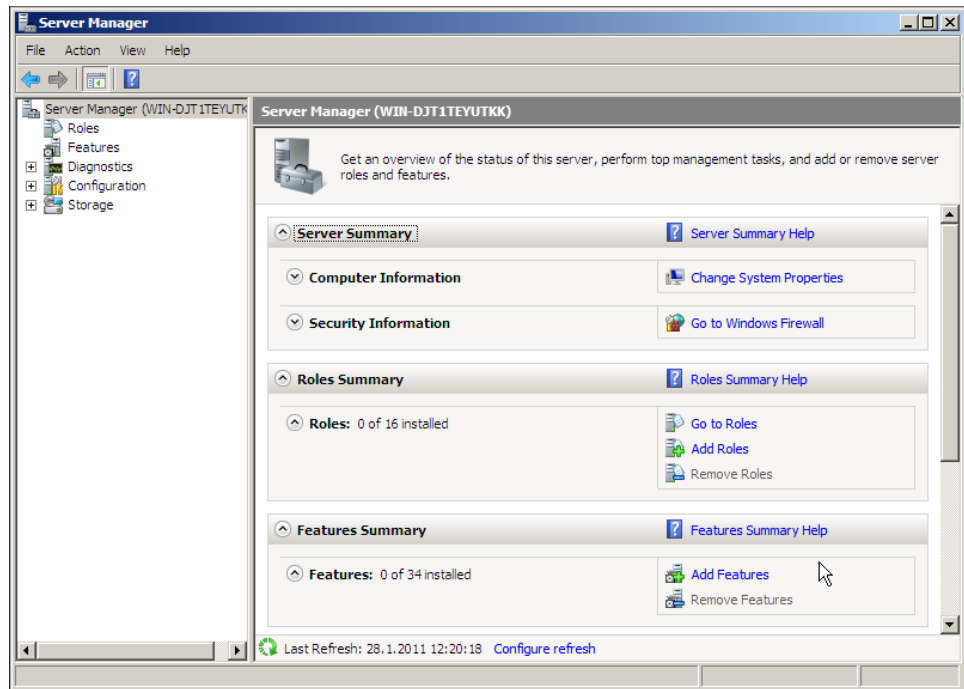 Server Manager
File Action View Help
Server Manager (WIN-DJT1TEYUTK
Roles
Features
Diagnostics
Configuration
Storage
Server Manager (WIN-DJT1TEYUTKK)
Get an overview of the status of this server, perform top management tasks, and add or remove server
roles and features.
Server Summary
Server Summary Help
Computer Information
Change System Properties
Security Information
Go to Windows Firewall
Roles Summary
Roles Summary Help
Roles: 0 of 16 installed
Go to Roles
Add Roles
Remove Roles
Features Summary
Features Summary Help
Features: 0 of 34 installed
Add Features
Remove Features
Last Refresh: 28.1.2011 12:20:18 Configure refresh